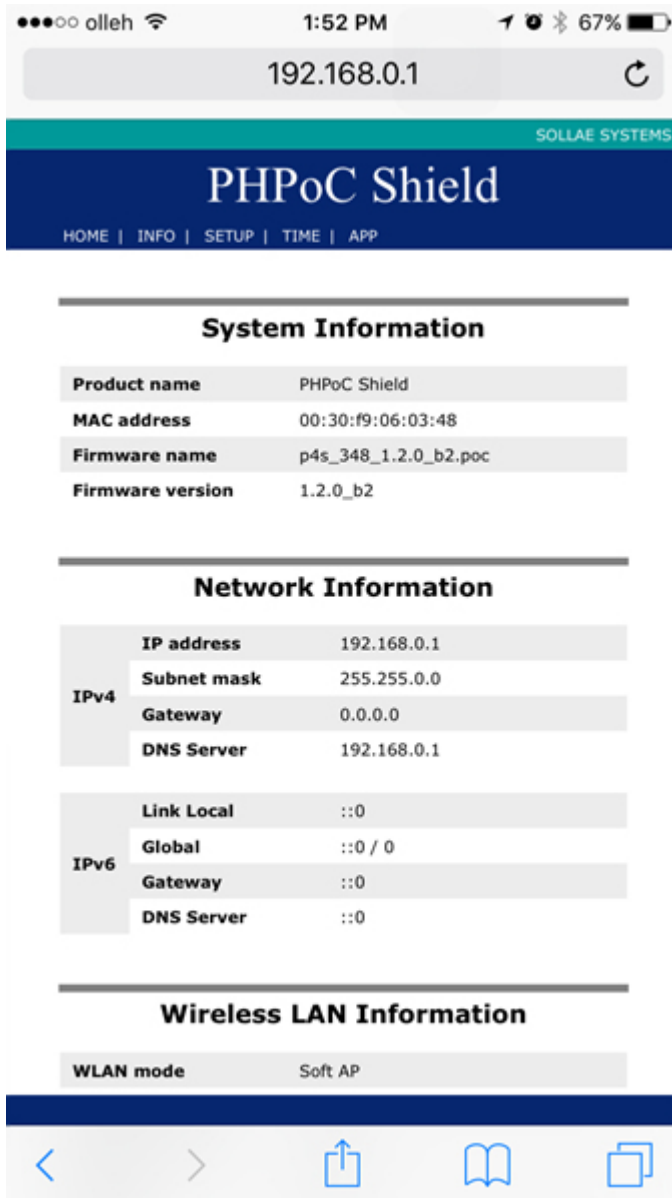 ●●●○○ olleh 1:52 PM 67%
192.168.0.1
SOLLAE SYSTEMS
PHPoC Shield
HOME | INFO | SETUP | TIME | APP
System Information
Product name PHPoC Shield
MAC address 00:30:f9:06:03:48
Firmware name p4s_348_1.2.0_b2.poc
Firmware version 1.2.0_b2
Network Information
IPv4
IP address 192.168.0.1
Subnet mask 255.255.0.0
Gateway 0.0.0.0
DNS Server 192.168.0.1
IPv6
Link Local ::0
Global ::0 / 0
Gateway ::0
DNS Server ::0
Wireless LAN Information
WLAN mode Soft AP